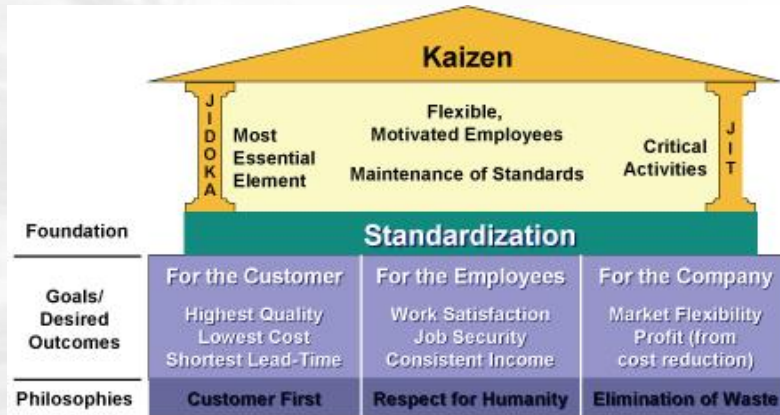 Kaizen
JIDOKA
Most
Essential
Element
Flexible,
Motivated Employees
Maintenance of Standards
Critical
Activities
JIT
Foundation
Standardization
Goals/
Desired
Outcomes
For the Customer
Highest Quality
Lowest Cost
Shortest Lead-Time
For the Employees
Work Satisfaction
Job Security
Consistent Income
For the Company
Market Flexibility
Profit (from
cost reduction)
Philosophies
Customer First
Respect for Humanity
Elimination of Waste